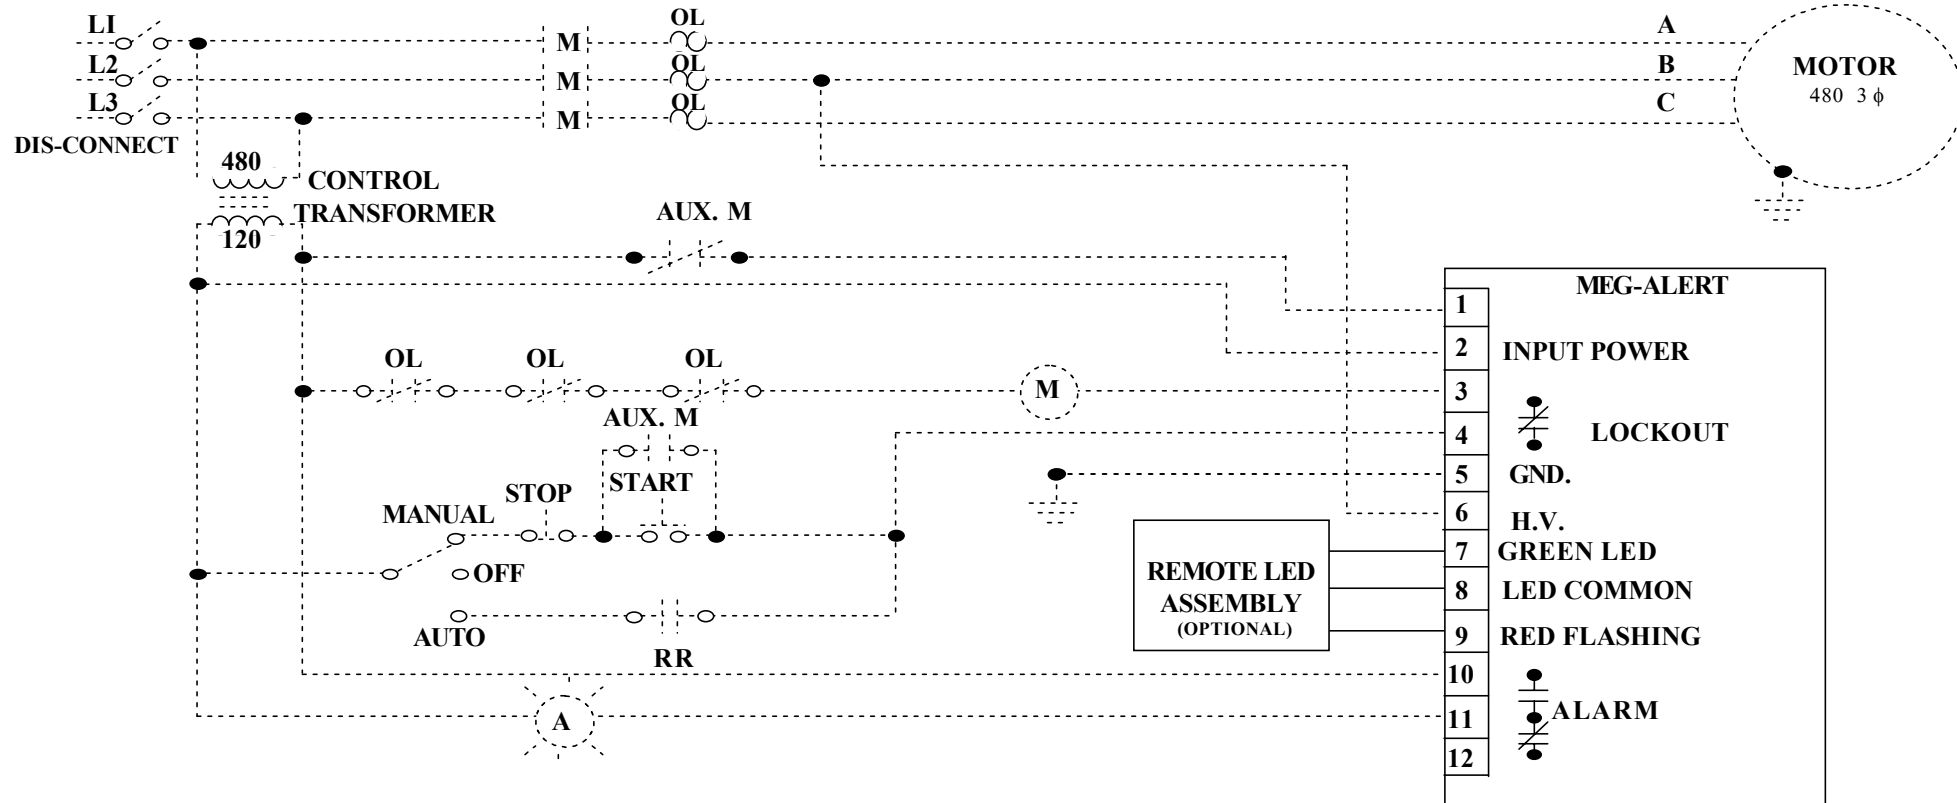 L1
OL
A
M
L2
OL
B
MOTOR
M
480 3 ϕ
L3
OL
C
M
DIS-CONNECT
480
CONTROL
TRANSFORMER
120
AUX. M
MEG-ALERT
1
2
INPUT POWER
OL
OL
OL
M
3
AUX. M
4
LOCKOUT
START
5
GND.
STOP
MANUAL
6
H.V.
7
GREEN LED
OFF
REMOTE LED
ASSEMBLY
(OPTIONAL)
8
LED COMMON
AUTO
9
RED FLASHING
RR
10
A
11
ALARM
12